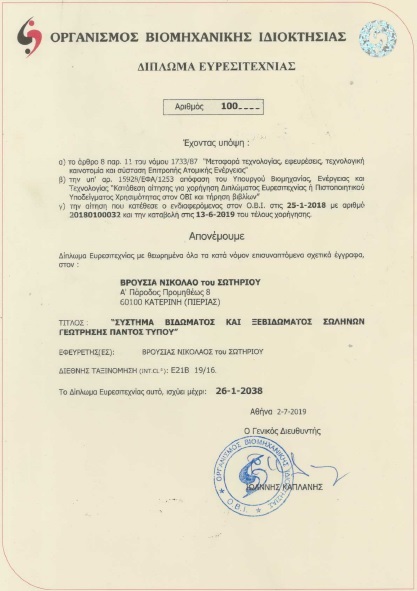 ΟΡΓΑΝΙΣΜΟΣ ΒΙΟΜΗΧΑΝΙΚΗΣ ΙΔΙΟΚΤΗΣΙΑΣ
ΔΙΠΛΩΜΑ ΕΥΡΕΣΙΤΕΧΝΙΑΣ
Αριθμός 100____
Έχοντας υπόψη :
α) το άρθρο 8 παρ. 11 του νόμου 1733/87 "Μεταφορά τεχνολογίας, εφευρέσεις, τεχνολογική
καινοτομία και σύσταση Επιτροπής Ατομικής Ενέργειας"
β) την υπ' αρ. 15928/ΕΦΑ/1253 απόφαση του Υπουργού Βιομηχανίας, Ενέργειας και
Τεχνολογίας "Κατάθεση αίτησης για χορήγηση Διπλώματος Ευρεσιτεχνίας ή Πιστοποιητικού
Υποδείγματος Χρησιμότητας στον ΟΒΙ και τήρηση βιβλίων"
γ) την αίτηση που κατέθεσε ο ενδιαφερόμενος στον Ο.Β.Ι. στις 25-1-2018 με αριθμό
20180100032 και την καταβολή στις 13-6-2019 του τέλους χορήγησης.
Απονέμουμε
Δίπλωμα Ευρεσιτεχνίας με θεωρημένα όλα τα κατά νόμον επισυναπτόμενα σχετικά έγγραφα,
στον :
ΒΡΟΥΣΙΑ ΝΙΚΟΛΑΟ του ΣΩΤΗΡΙΟΥ
Α' Πάροδος Προμηθέως 8
60100 ΚΑΤΕΡΙΝΗ (ΠΙΕΡΙΑΣ)
ΤΙΤΛΟΣ : "ΣΥΣΤΗΜΑ ΒΙΔΩΜΑΤΟΣ ΚΑΙ ΞΕΒΙΔΩΜΑΤΟΣ ΣΩΛΗΝΩΝ
ΓΕΩΤΡΗΣΗΣ ΠΑΝΤΟΣ ΤΥΠΟΥ"
ΕΦΕΥΡΕΤΗΣ(ΕΣ): ΒΡΟΥΣΙΑΣ ΝΙΚΟΛΑΟΣ του ΣΩΤΗΡΙΟΥ
ΔΙΕΘΝΗΣ ΤΑΞΙΝΟΜΗΣΗ (INT.CL⁸): E21B 19/16.
Το Δίπλωμα Ευρεσιτεχνίας αυτό, ισχύει μέχρι: 26-1-2038
Αθήνα 2-7-2019
Ο Γενικός Διευθυντής
ΟΡΓΑΝΙΣΜΟΣ ΒΙΟΜΗΧΑΝΙΚΗΣ ΙΔΙΟΚΤΗΣΙΑΣ
Ο.Β.Ι.
ΙΩΑΝΝΗΣ ΚΑΠΛΑΝΗΣ